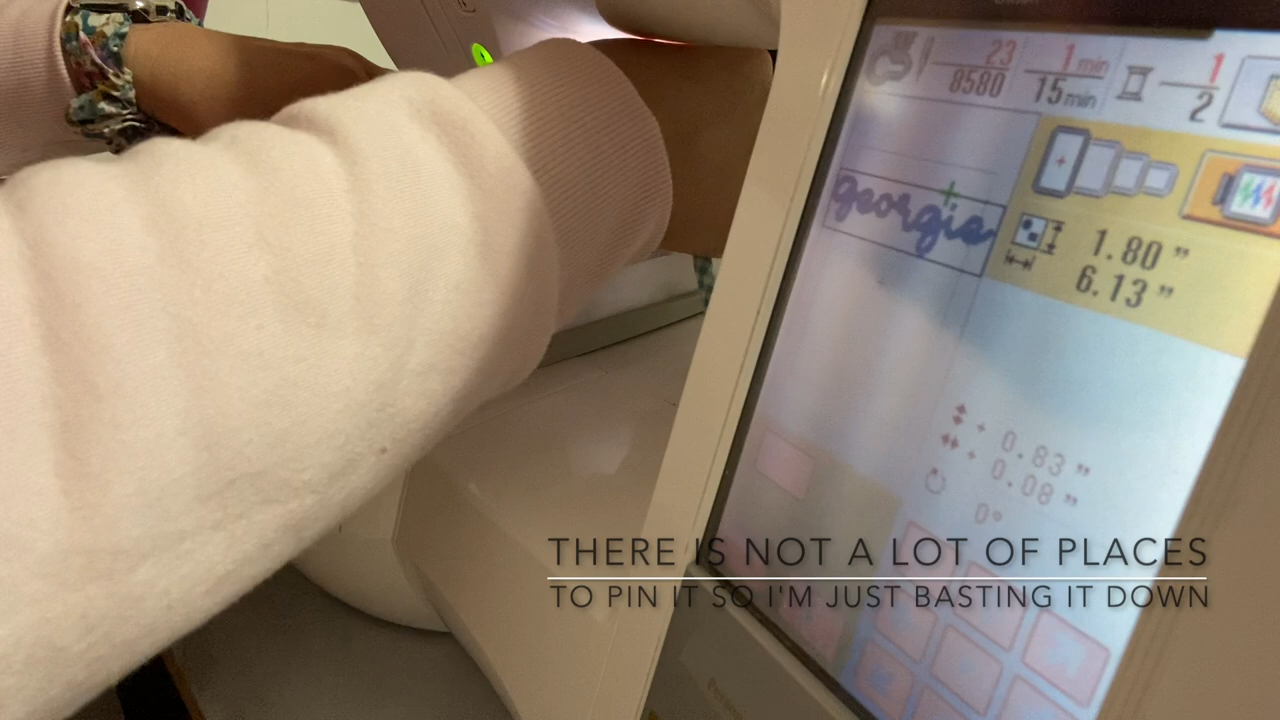 23
8580
1 min
15 min
1
2
georgia
1.80 "
6.13 "
+ 0.83 "
+ 0.08 "
0°
THERE IS NOT A LOT OF PLACES
TO PIN IT SO I'M JUST BASTING IT DOWN